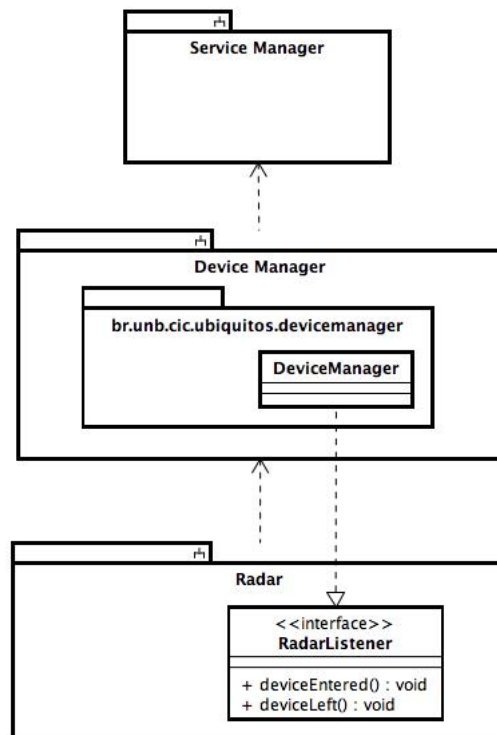 Service Manager
Device Manager
br.unb.cic.ubiquitos.devicemanager
DeviceManager
Radar
<<interface>>
RadarListener
+ deviceEntered() : void
+ deviceLeft() : void